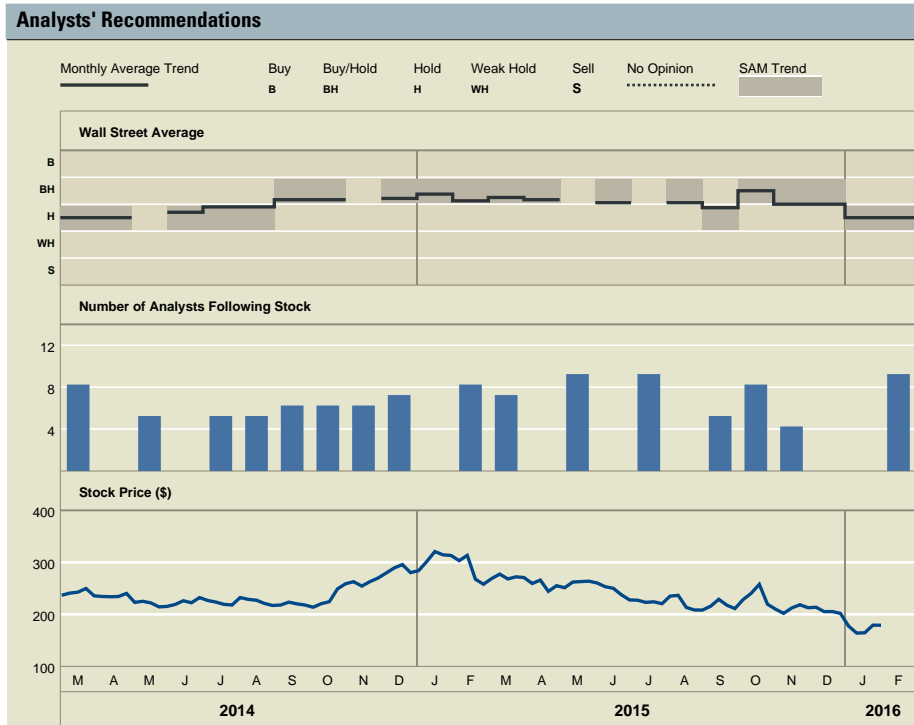 Analysts' Recommendations
Monthly Average Trend Buy Buy/Hold Hold Weak Hold Sell No Opinion SAM Trend
B BH H WH S
Wall Street Average
B
BH
H
WH
S
Number of Analysts Following Stock
12
8
4
Stock Price ($)
400
300
200
100
M A M J J A S O N D J F M A M J J A S O N D J F
2014 2015 2016